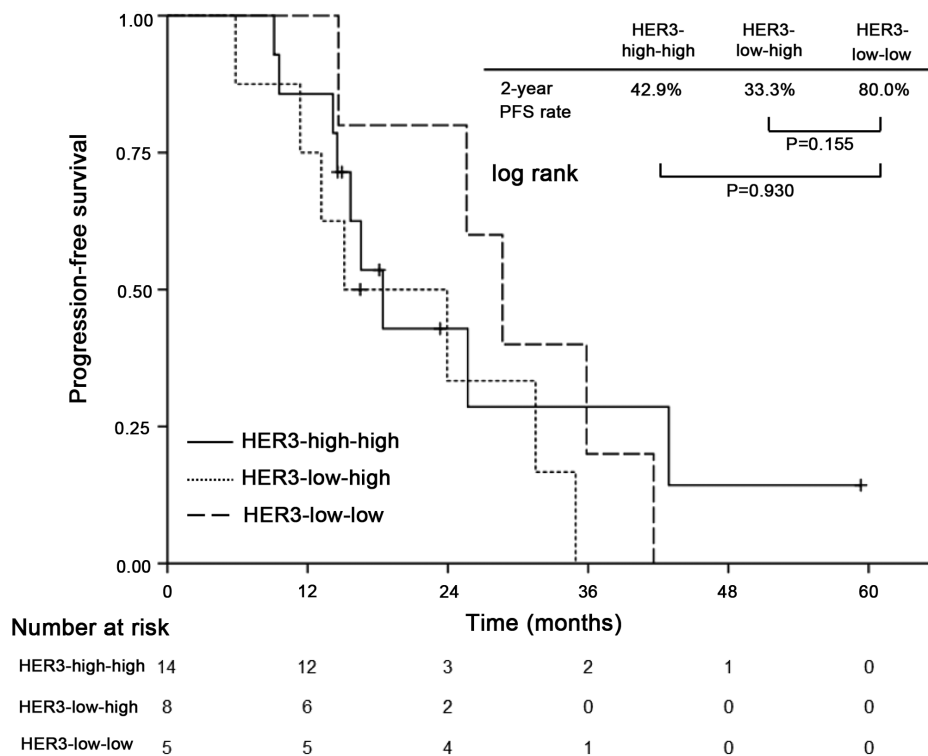 HER3-
high-high
HER3-
low-high
HER3-
low-low
2-year
PFS rate
42.9%
33.3%
80.0%
P=0.155
log rank
P=0.930
Progression-free survival
1.00
0.75
0.50
0.25
0.00
HER3-high-high
HER3-low-high
HER3-low-low
0 12 24 36 48 60
Time (months)
Number at risk
HER3-high-high 14 12 3 2 1 0
HER3-low-high 8 6 2 0 0 0
HER3-low-low 5 5 4 1 0 0